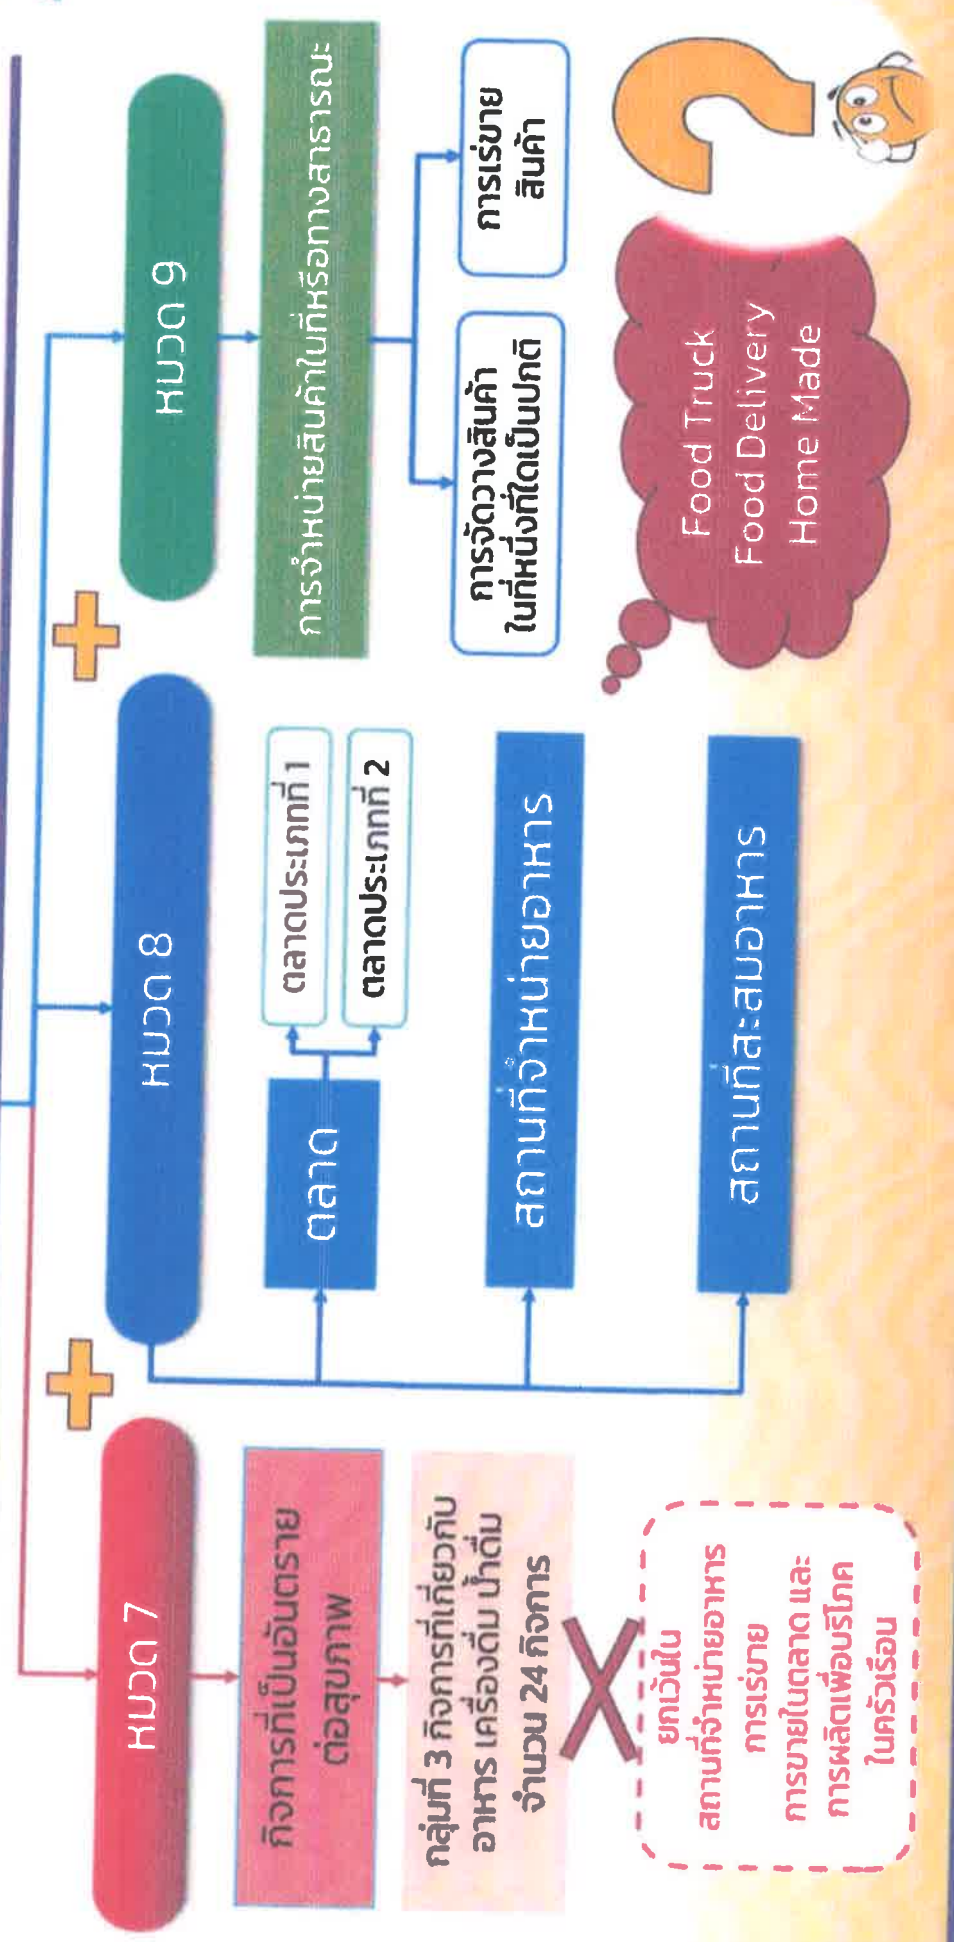 หมวด 7
กิจการที่เป็นอันตราย
ต่อสุขภาพ
กลุ่มที่ 3 กิจการที่เกี่ยวกับ
อาหาร เครื่องดื่ม น้ำดื่ม
จำนวน 24 กิจการ
ยกเว้นใน
สถานที่จำหน่ายอาหาร
การเร่ขาย
การขายในตลาด และ
การผลิตเพื่อบริโภค
ในครัวเรือน
หมวด 8
ตลาด
ตลาดประเภทที่ 1
ตลาดประเภทที่ 2
สถานที่จำหน่ายอาหาร
สถานที่สะสมอาหาร
หมวด 9
การจำหน่ายสินค้าในที่หรือทางสาธารณะ
การจัดวางสินค้า
ในที่หนึ่งที่ใดเป็นปกติ
การเร่ขาย
สินค้า
Food Truck
Food Delivery
Home Made